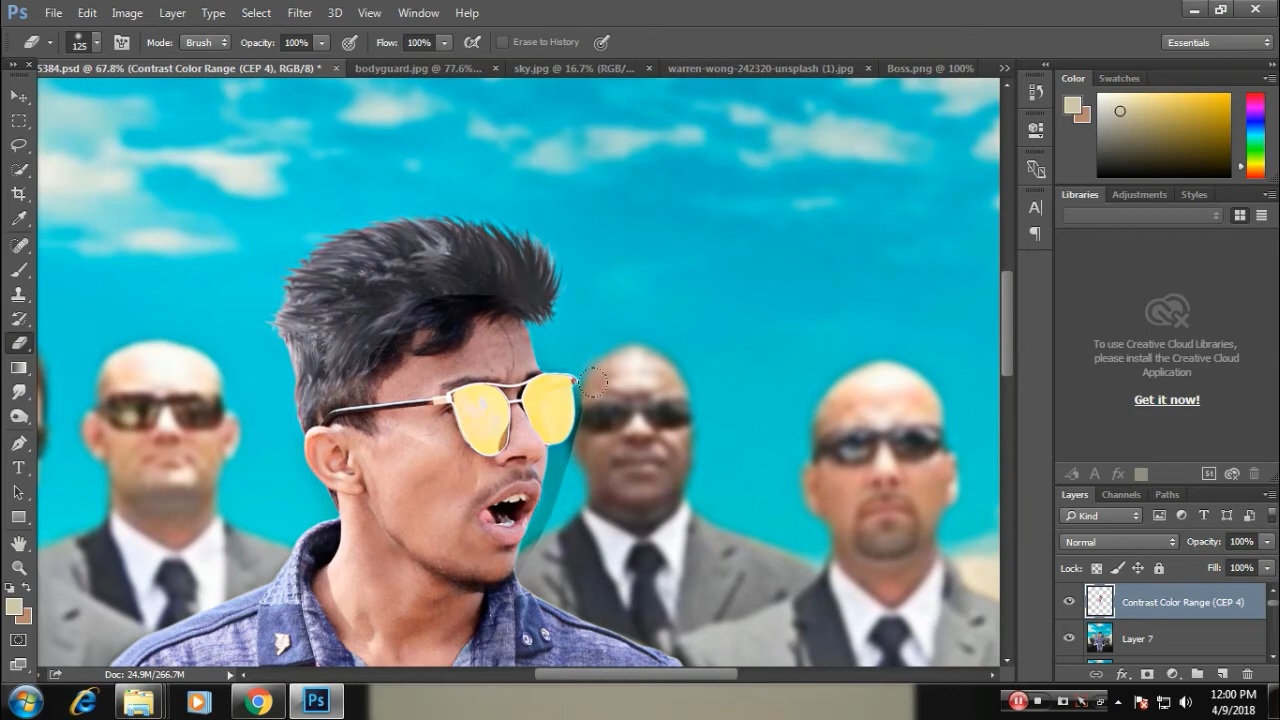 Ps File Edit Image Layer Type Select Filter 3D View Window Help
125 Mode: Brush Opacity: 100% Flow: 100% Erase to History Essentials
5384.psd @ 67.8% (Contrast Color Range (CEP 4), RGB/8) * bodyguard.jpg @ 77.6%... sky.jpg @ 16.7% (RGB/... warren-wong-242320-unsplash (1).jpg Boss.png @ 100%
Color Swatches
Libraries Adjustments Styles
To use Creative Cloud Libraries,
please install the Creative Cloud
Application
Get it now!
Layers Channels Paths
Kind
Normal Opacity: 100%
Lock: Fill: 100%
Contrast Color Range (CEP 4)
Layer 7
Doc: 24.9M/266.7M
Ps
12:00 PM
4/9/2018